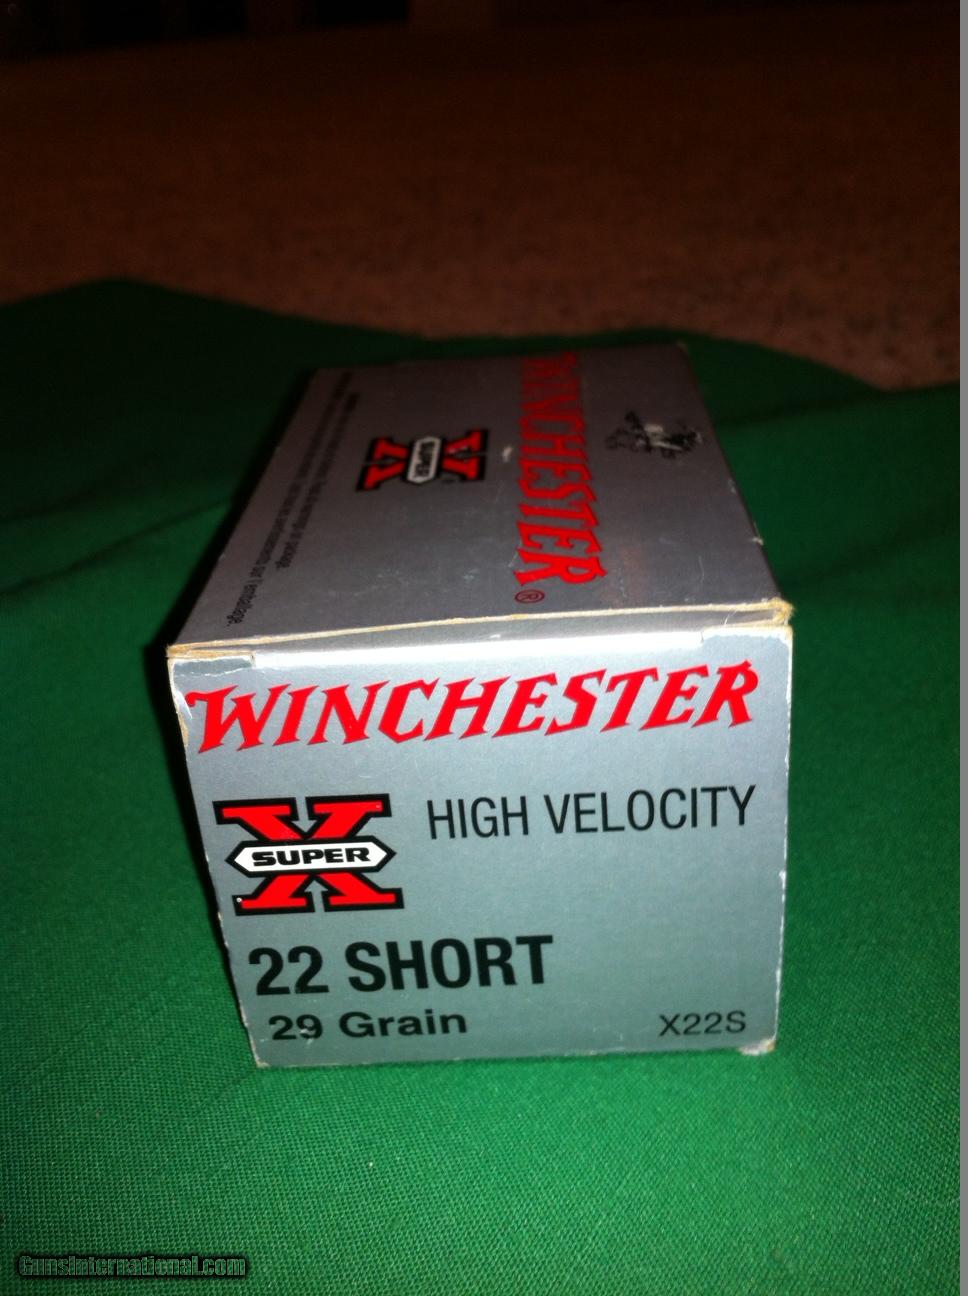 WINCHESTER®
X
SUPER
WINCHESTER
X
SUPER
HIGH VELOCITY
22 SHORT
29 Grain
X22S
GunsInternational.com